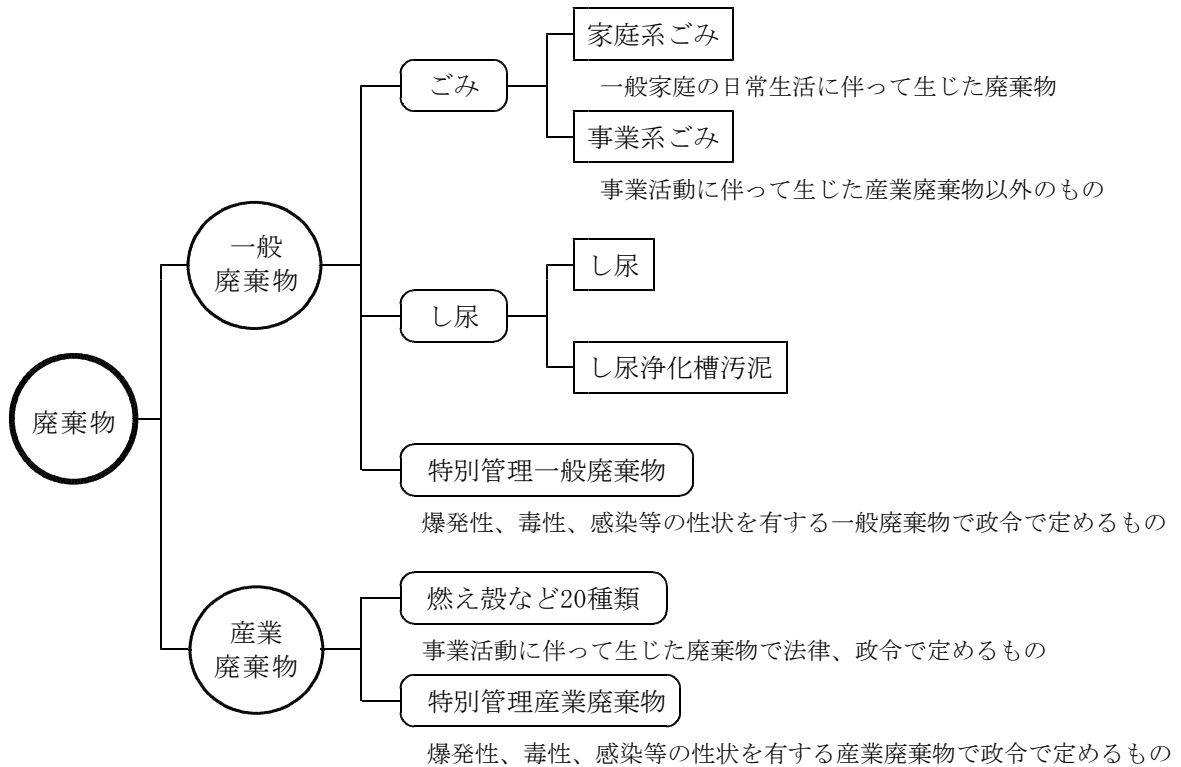 家庭系ごみ
ごみ
一般家庭の日常生活に伴って生じた廃棄物
事業系ごみ
事業活動に伴って生じた産業廃棄物以外のもの
一般
廃棄物
し尿
し尿
し尿浄化槽汚泥
廃棄物
特別管理一般廃棄物
爆発性、毒性、感染等の性状を有する一般廃棄物で政令で定めるもの
燃え殻など20種類
産業
廃棄物
事業活動に伴って生じた廃棄物で法律、政令で定めるもの
特別管理産業廃棄物
爆発性、毒性、感染等の性状を有する産業廃棄物で政令で定めるもの